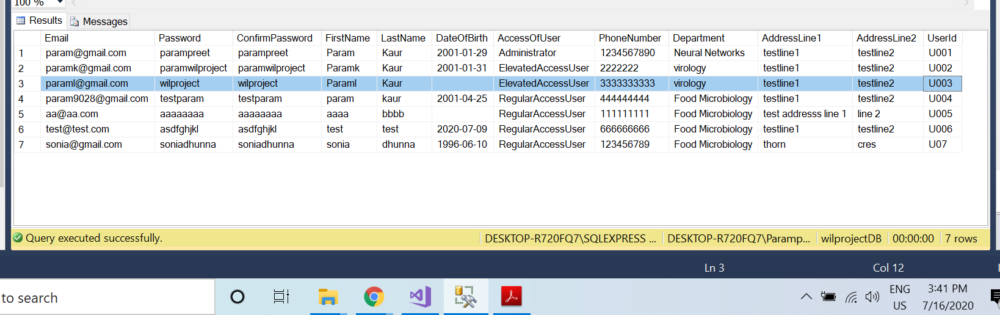 100 %
Results Messages
Email Password ConfirmPassword FirstName LastName DateOfBirth AccessOfUser PhoneNumber Department AddressLine1 AddressLine2 UserId
1 param@gmail.com parampreet parampreet Param Kaur 2001-01-29 Administrator 1234567890 Neural Networks testline1 testline2 U001
2 paramk@gmail.com paramwilproject paramwilproject Paramk Kaur 2001-01-31 ElevatedAccessUser 2222222 virology testline1 testline2 U002
3 paraml@gmail.com wilproject wilproject Paraml Kaur ElevatedAccessUser 3333333333 virology testline1 testline2 U003
4 param9028@gmail.com testparam testparam param kaur 2001-04-25 RegularAccessUser 444444444 Food Microbiology testline1 testline2 U004
5 aa@aa.com aaaaaaaa aaaaaaaa aaaa bbbb RegularAccessUser 111111111 Food Microbiology test addresss line 1 line 2 U005
6 test@test.com asdfghjkl asdfghjkl test test 2020-07-09 RegularAccessUser 666666666 Food Microbiology testline1 testline2 U006
7 sonia@gmail.com soniadhunna soniadhunna sonia dhunna 1996-06-10 RegularAccessUser 123456789 Food Microbiology thorn cres U07
Query executed successfully. DESKTOP-R720FQ7\SQLEXPRESS ... DESKTOP-R720FQ7\Paramp... wilprojectDB 00:00:00 7 rows
Ln 3 Col 12
to search
ENG 3:41 PM
US 7/16/2020